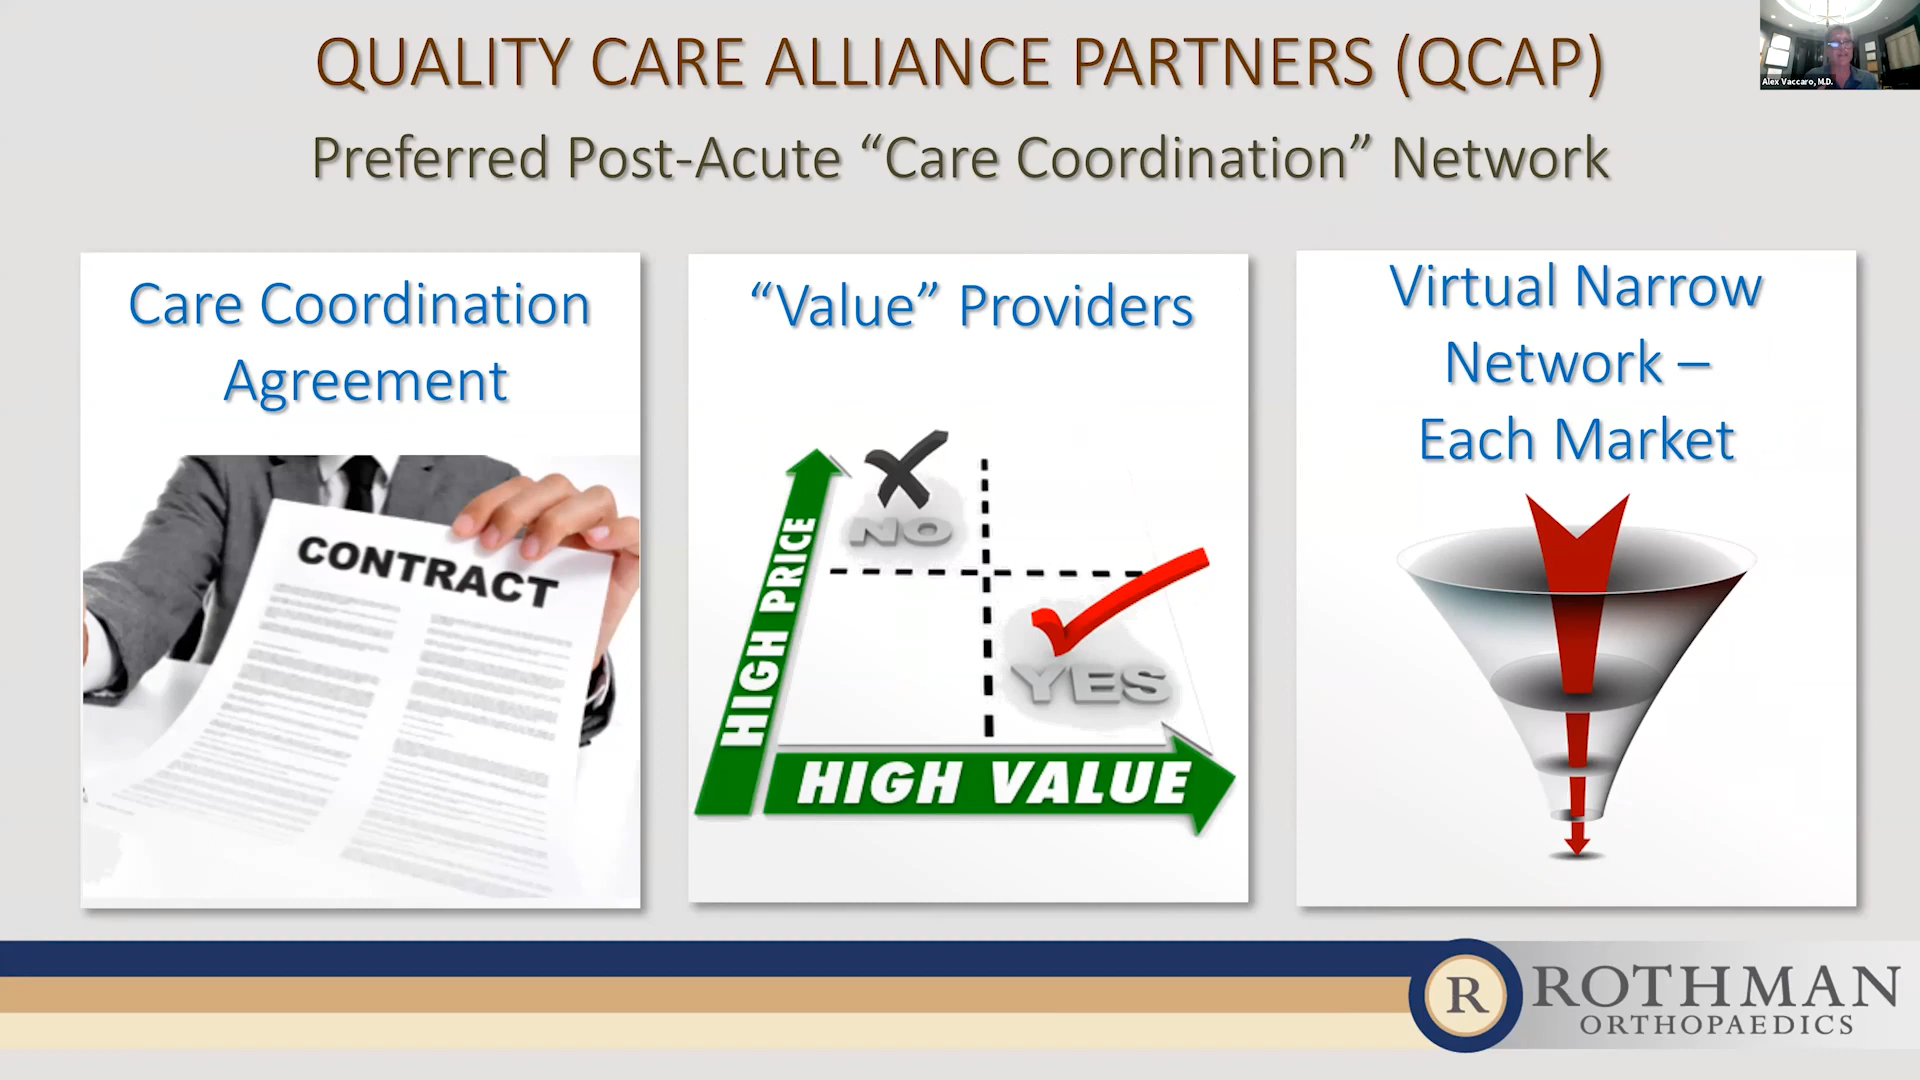 QUALITY CARE ALLIANCE PARTNERS (QCAP)
Alex Vaccaro, M.D.
Preferred Post-Acute “Care Coordination” Network
Care Coordination
Agreement
CONTRACT
“Value” Providers
NO
YES
HIGH PRICE
HIGH VALUE
Virtual Narrow
Network –
Each Market
R
ROTHMAN
ORTHOPAEDICS